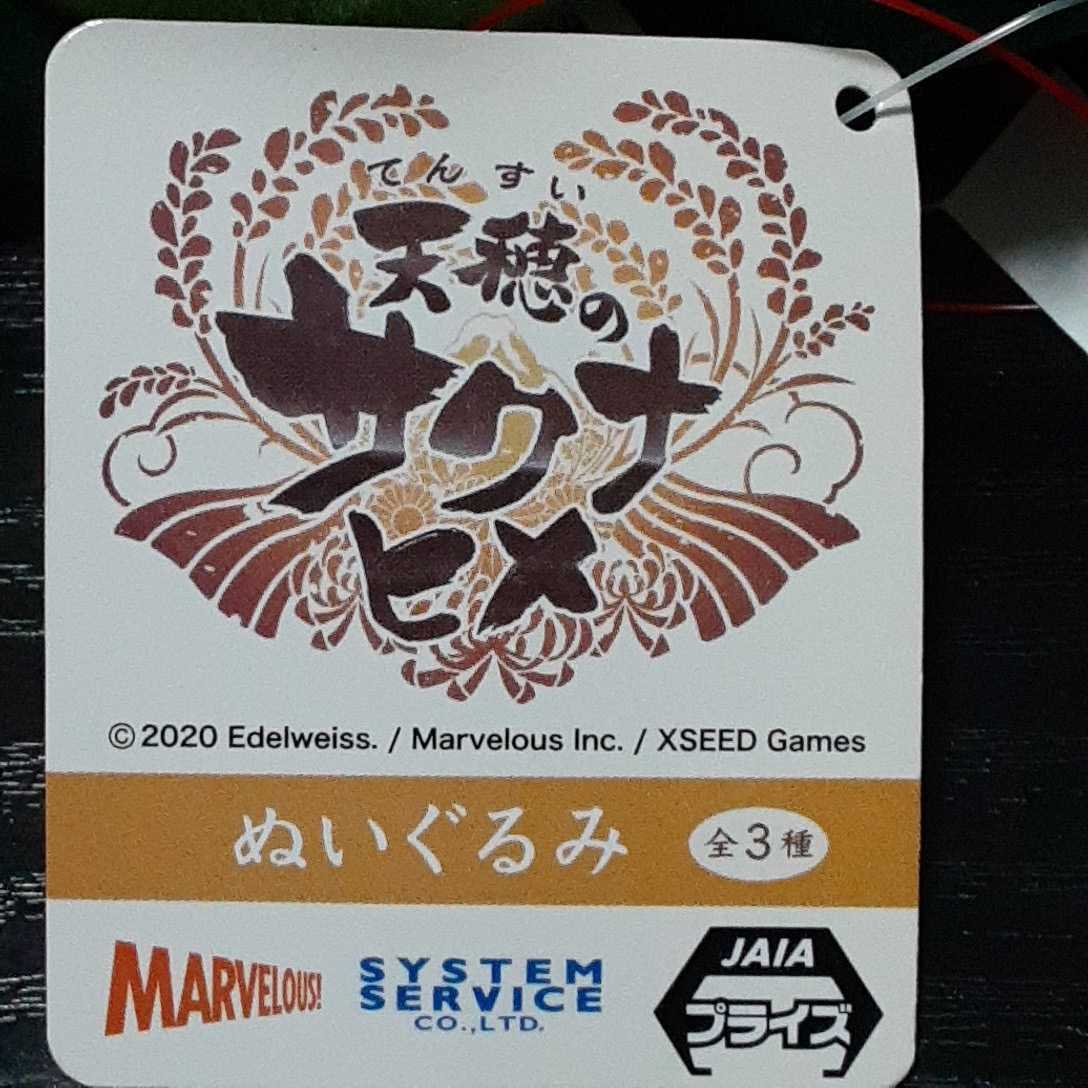 てんすい
天穂の
サクナ
ヒメ
©2020 Edelweiss. / Marvelous Inc. / XSEED Games
ぬいぐるみ 全3種
MARVELOUS!
SYSTEM
SERVICE
CO.,LTD.
JAIA
プライズ